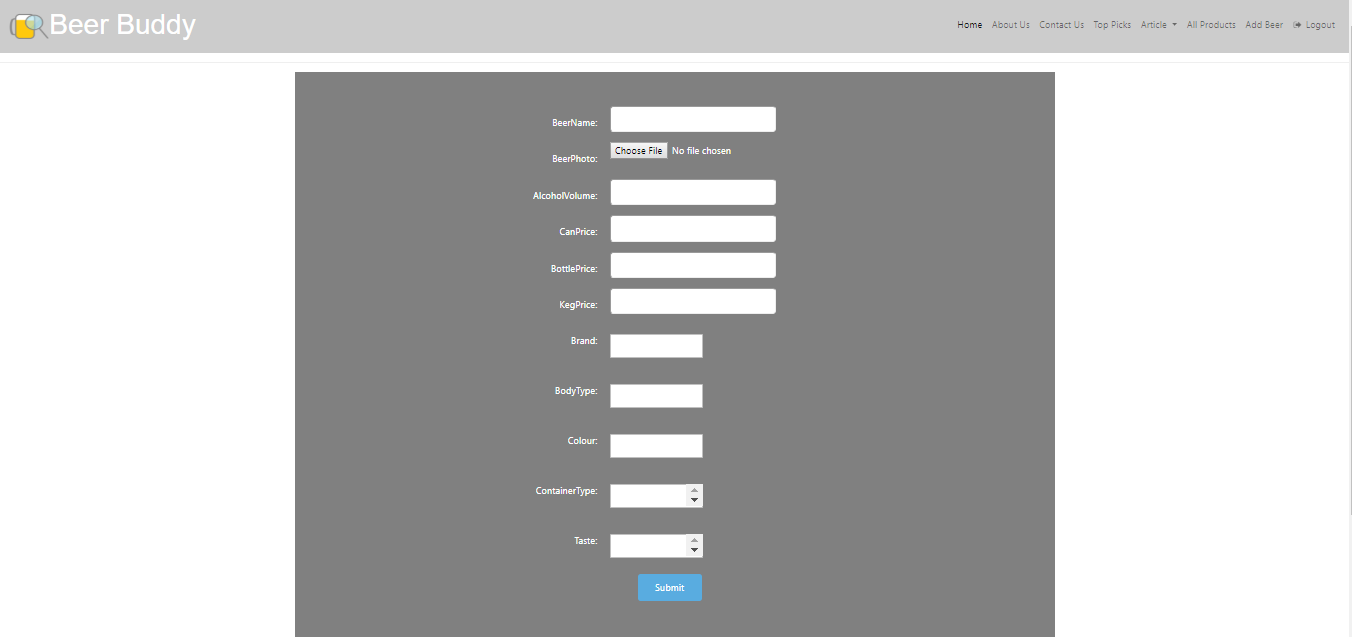 Beer Buddy
Home About Us Contact Us Top Picks Article All Products Add Beer Logout
BeerName:
BeerPhoto: Choose File No file chosen
AlcoholVolume:
CanPrice:
BottlePrice:
KegPrice:
Brand:
BodyType:
Colour:
ContainerType:
Taste:
Submit